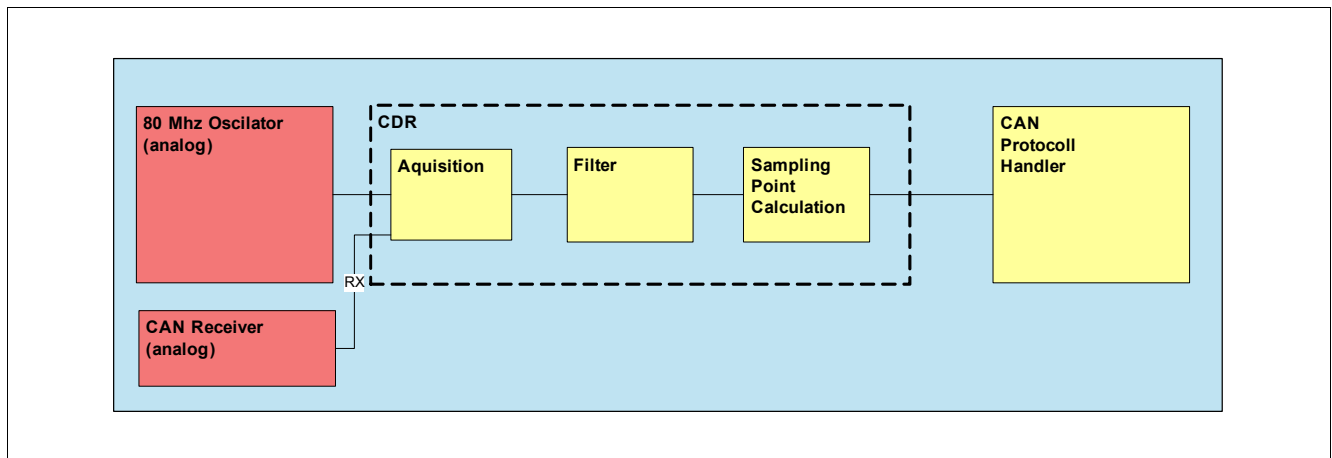 80 Mhz Oscilator
(analog)
CDR
Aquisition
Filter
Sampling
Point
Calculation
CAN
Protocoll
Handler
RX
CAN Receiver
(analog)